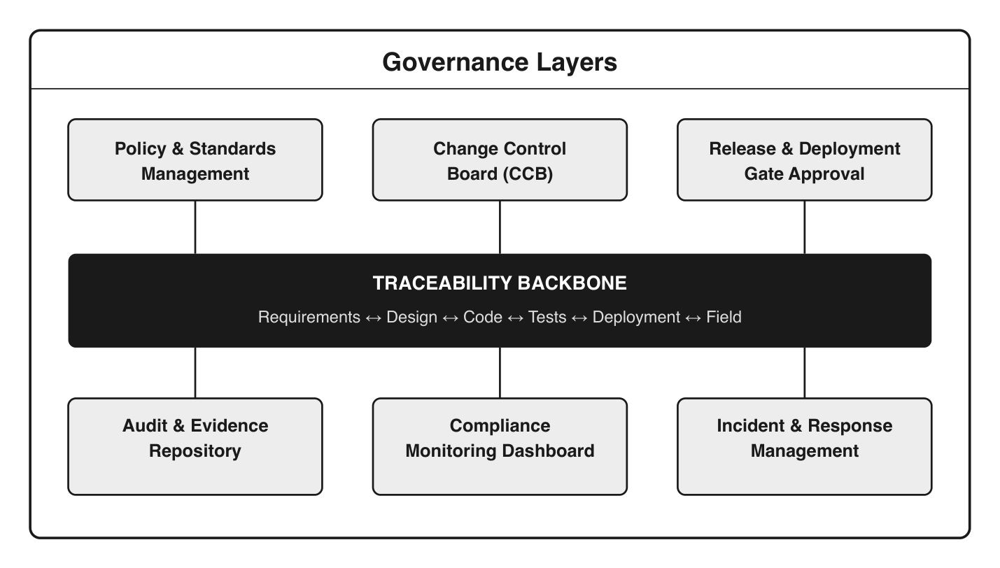 Governance Layers
Policy & Standards
Management
Change Control
Board (CCB)
Release & Deployment
Gate Approval
TRACEABILITY BACKBONE
Requirements ↔ Design ↔ Code ↔ Tests ↔ Deployment ↔ Field
Audit & Evidence
Repository
Compliance
Monitoring Dashboard
Incident & Response
Management